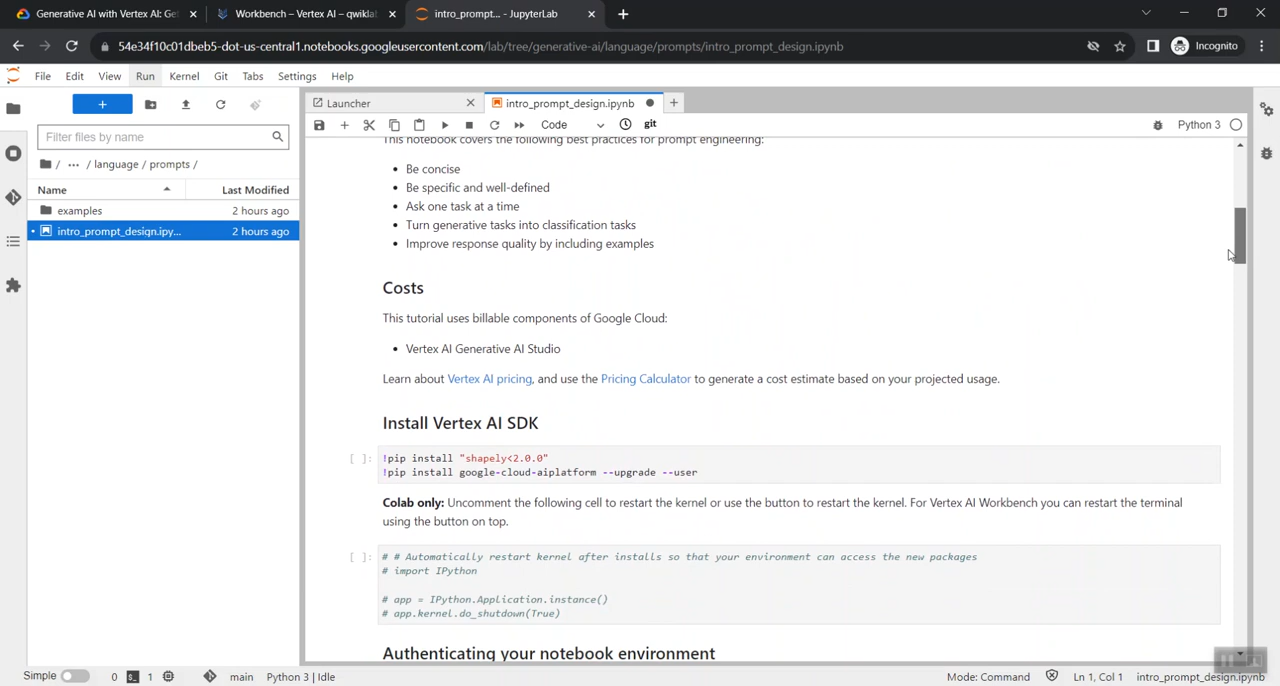 Generative AI with Vertex AI: Get
Workbench – Vertex AI – qwiklab
intro_prompt... - JupyterLab
54e34f10c01dbeb5-dot-us-central1.notebooks.googleusercontent.com/lab/tree/generative-ai/language/prompts/intro_prompt_design.ipynb
Incognito
File Edit View Run Kernel Git Tabs Settings Help
Launcher
intro_prompt_design.ipynb
Code
git
Python 3
Filter files by name
/ ... / language / prompts /
Name
Last Modified
examples
2 hours ago
intro_prompt_design.ipy...
2 hours ago
This notebook covers the following best practices for prompt engineering:
• Be concise
• Be specific and well-defined
• Ask one task at a time
• Turn generative tasks into classification tasks
• Improve response quality by including examples
Costs
This tutorial uses billable components of Google Cloud:
• Vertex AI Generative AI Studio
Learn about Vertex AI pricing, and use the Pricing Calculator to generate a cost estimate based on your projected usage.
Install Vertex AI SDK
[ ]: !pip install "shapely<2.0.0"
!pip install google-cloud-aiplatform --upgrade --user
Colab only: Uncomment the following cell to restart the kernel or use the button to restart the kernel. For Vertex AI Workbench you can restart the terminal
using the button on top.
[ ]: # # Automatically restart kernel after installs so that your environment can access the new packages
# import IPython
# app = IPython.Application.instance()
# app.kernel.do_shutdown(True)
Authenticating your notebook environment
Simple
0
1
main
Python 3 | Idle
Mode: Command
Ln 1, Col 1
intro_prompt_design.ipynb